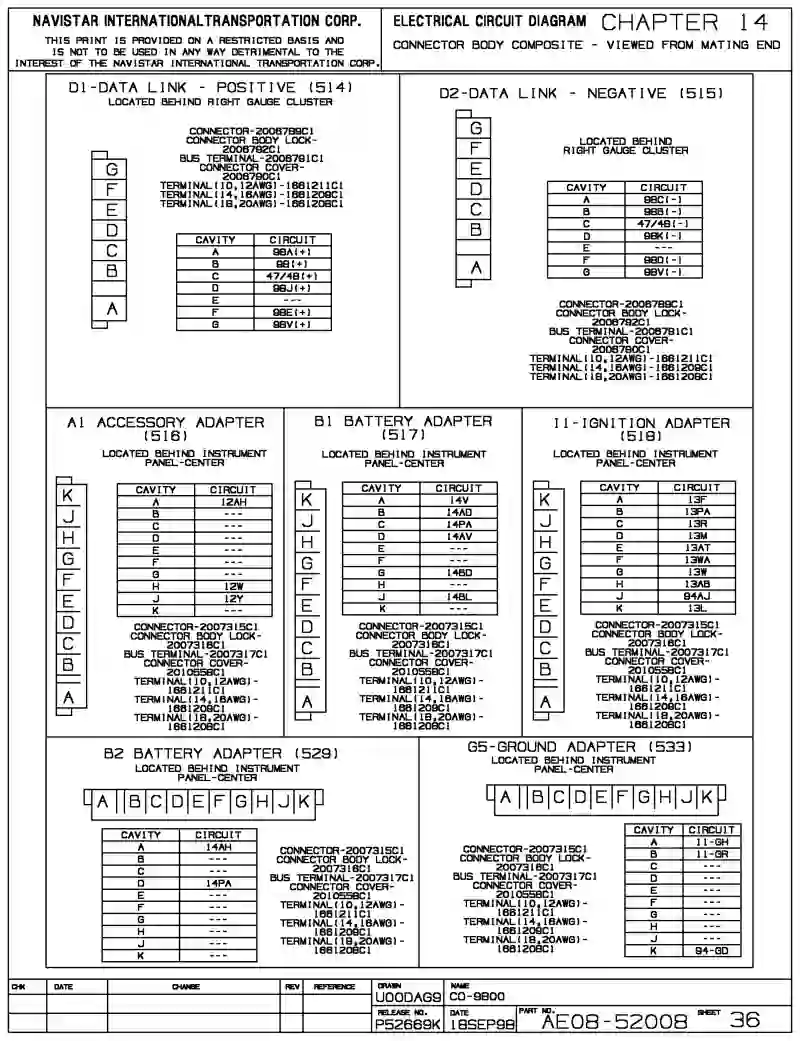 NAVISTAR INTERNATIONALTRANSPORTATION CORP.
THIS PRINT IS PROVIDED ON A RESTRICTED BASIS AND
IS NOT TO BE USED IN ANY WAY DETRIMENTAL TO THE
INTEREST OF THE NAVISTAR INTERNATIONAL TRANSPORTATION CORP.
ELECTRICAL CIRCUIT DIAGRAM CHAPTER 14
CONNECTOR BODY COMPOSITE - VIEWED FROM MATING END
D1-DATA LINK - POSITIVE (514)
LOCATED BEHIND RIGHT GAUGE CLUSTER
CONNECTOR-2006789C1
CONNECTOR BODY LOCK-
2006792C1
BUS TERMINAL-2006791C1
CONNECTOR COVER-
2006790C1
TERMINAL(10,12AWG)-1661211C1
TERMINAL(14,16AWG)-1661209C1
TERMINAL(18,20AWG)-1661208C1
G
F
E
D
C
B
A
CAVITY CIRCUIT
A 98A(+)
B 98(+)
C 47/48(+)
D 98J(+)
E ---
F 98E(+)
G 98V(+)
D2-DATA LINK - NEGATIVE (515)
LOCATED BEHIND
RIGHT GAUGE CLUSTER
G
F
E
D
C
B
A
CAVITY CIRCUIT
A 98C(-)
B 98B(-)
C 47/48(-)
D 98K(-)
E ---
F 98D(-)
G 98V(-)
CONNECTOR-2006789C1
CONNECTOR BODY LOCK-
2006792C1
BUS TERMINAL-2006791C1
CONNECTOR COVER-
2006790C1
TERMINAL(10,12AWG)-1661211C1
TERMINAL(14,16AWG)-1661209C1
TERMINAL(18,20AWG)-1661208C1
A1 ACCESSORY ADAPTER
(516)
LOCATED BEHIND INSTRUMENT
PANEL-CENTER
K
J
H
G
F
E
D
C
B
A
CAVITY CIRCUIT
A 12AH
B ---
C ---
D ---
E ---
F ---
G ---
H 12W
J 12Y
K ---
CONNECTOR-2007315C1
CONNECTOR BODY LOCK-
2007316C1
BUS TERMINAL-2007317C1
CONNECTOR COVER-
2010558C1
TERMINAL(10,12AWG)-
1661211C1
TERMINAL(14,16AWG)-
1661209C1
TERMINAL(18,20AWG)-
1661208C1
B1 BATTERY ADAPTER
(517)
LOCATED BEHIND INSTRUMENT
PANEL-CENTER
K
J
H
G
F
E
D
C
B
A
CAVITY CIRCUIT
A 14V
B 14AD
C 14PA
D 14AV
E ---
F ---
G 14BD
H ---
J 14BL
K ---
CONNECTOR-2007315C1
CONNECTOR BODY LOCK-
2007316C1
BUS TERMINAL-2007317C1
CONNECTOR COVER-
2010558C1
TERMINAL(10,12AWG)-
1661211C1
TERMINAL(14,16AWG)-
1661209C1
TERMINAL(18,20AWG)-
1661208C1
I1-IGNITION ADAPTER
(518)
LOCATED BEHIND INSTRUMENT
PANEL-CENTER
K
J
H
G
F
E
D
C
B
A
CAVITY CIRCUIT
A 13F
B 13PA
C 13R
D 13M
E 13AT
F 13WA
G 13W
H 13AB
J 94AJ
K 13L
CONNECTOR-2007315C1
CONNECTOR BODY LOCK-
2007316C1
BUS TERMINAL-2007317C1
CONNECTOR COVER-
2010558C1
TERMINAL(10,12AWG)-
1661211C1
TERMINAL(14,16AWG)-
1661209C1
TERMINAL(18,20AWG)-
1661208C1
B2 BATTERY ADAPTER (529)
LOCATED BEHIND INSTRUMENT
PANEL-CENTER
A B C D E F G H J K
CAVITY CIRCUIT
A 14AH
B ---
C ---
D 14PA
E ---
F ---
G ---
H ---
J ---
K ---
CONNECTOR-2007315C1
CONNECTOR BODY LOCK-
2007316C1
BUS TERMINAL-2007317C1
CONNECTOR COVER-
2010558C1
TERMINAL(10,12AWG)-
1661211C1
TERMINAL(14,16AWG)-
1661209C1
TERMINAL(18,20AWG)-
1661208C1
G5-GROUND ADAPTER (533)
LOCATED BEHIND INSTRUMENT
PANEL-CENTER
A B C D E F G H J K
CONNECTOR-2007315C1
CONNECTOR BODY LOCK-
2007316C1
BUS TERMINAL-2007317C1
CONNECTOR COVER-
2010558C1
TERMINAL(10,12AWG)-
1661211C1
TERMINAL(14,16AWG)-
1661209C1
TERMINAL(18,20AWG)-
1661208C1
CAVITY CIRCUIT
A 11-GH
B 11-GR
C ---
D ---
E ---
F ---
G ---
H ---
J ---
K 94-GD
CHK DATE CHANGE REV REFERENCE
DRAWN
U00DAG9
NAME
CO-9800
RELEASE NO.
P52669K
DATE
18SEP98
PART NO.
AE08-52008
SHEET 36